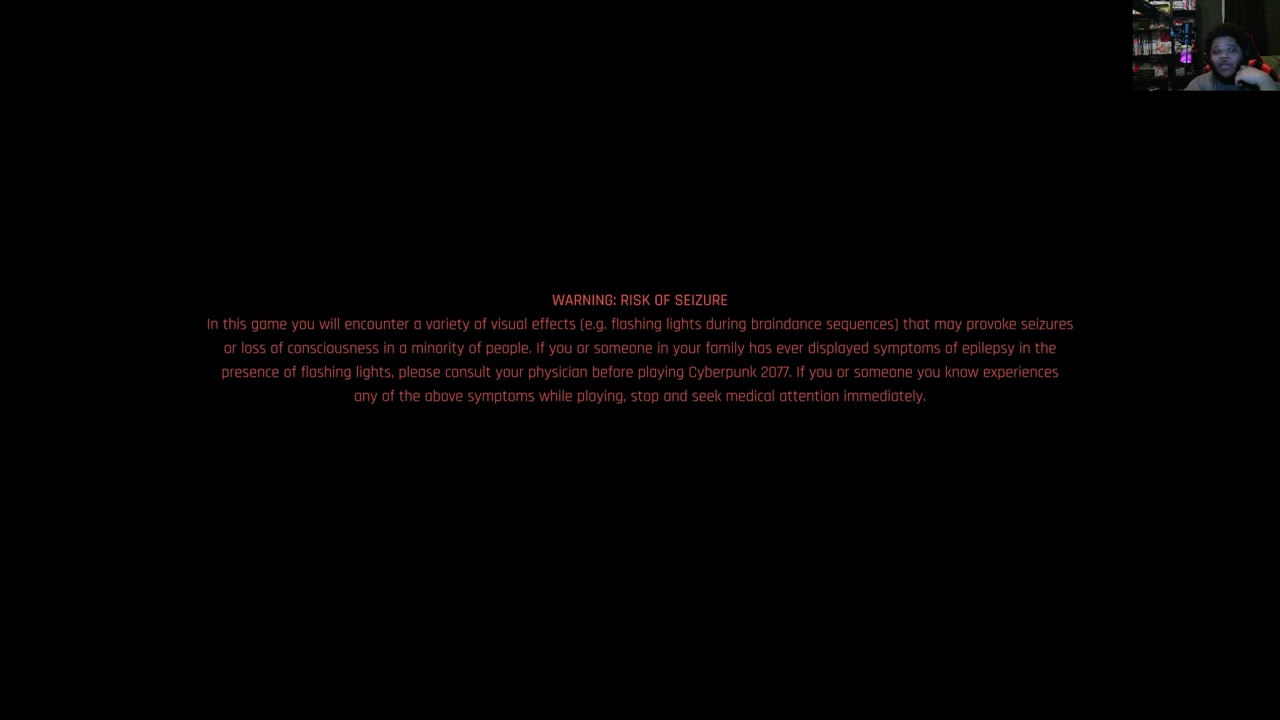 WARNING: RISK OF SEIZURE
In this game you will encounter a variety of visual effects (e.g. flashing lights during braindance sequences) that may provoke seizures
or loss of consciousness in a minority of people. If you or someone in your family has ever displayed symptoms of epilepsy in the
presence of flashing lights, please consult your physician before playing Cyberpunk 2077. If you or someone you know experiences
any of the above symptoms while playing, stop and seek medical attention immediately.